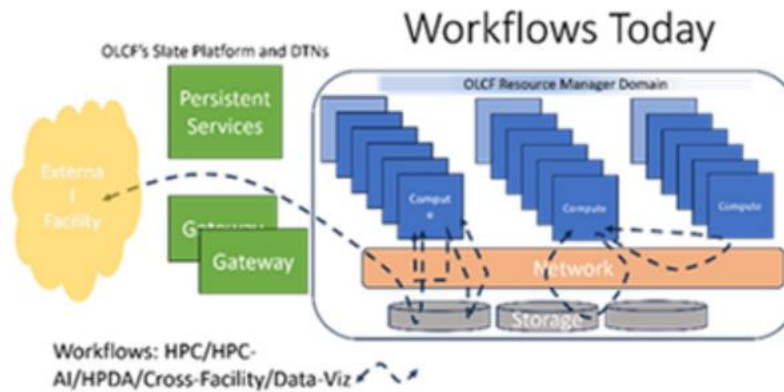 Workflows Today
OLCF's Slate Platform and DTNs
OLCF Resource Manager Domain
Persistent
Services
Externa
l
Facility
Comput
e
Compute
Compute
Gateway
Gateway
Network
Storage
Workflows: HPC/HPC-
AI/HPDA/Cross-Facility/Data-Viz